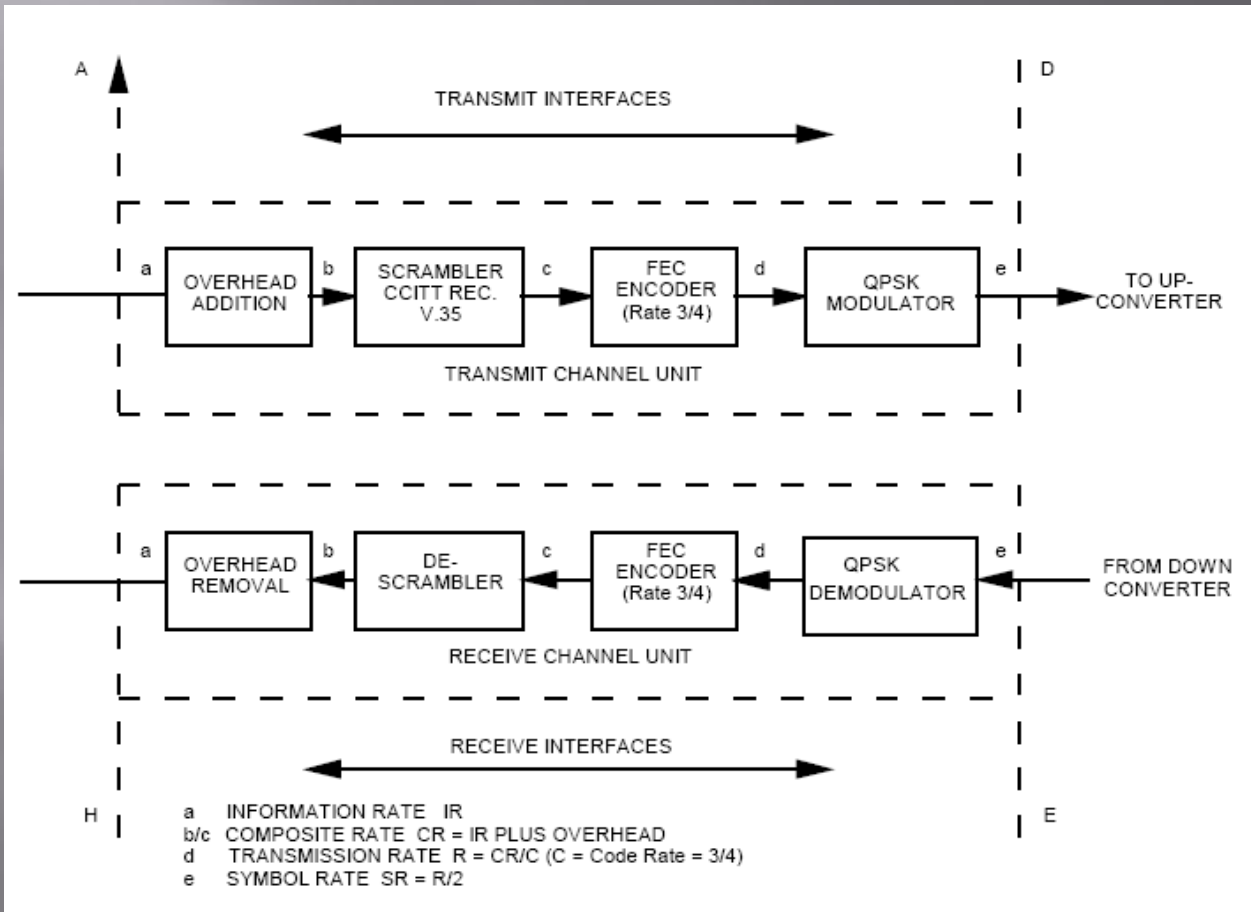 A
D
TRANSMIT INTERFACES
a
OVERHEAD
ADDITION
b
SCRAMBLER
CCITT REC.
V.35
c
FEC
ENCODER
(Rate 3/4)
d
QPSK
MODULATOR
e
TO UP-
CONVERTER
TRANSMIT CHANNEL UNIT
a
OVERHEAD
REMOVAL
b
DE-
SCRAMBLER
c
FEC
ENCODER
(Rate 3/4)
d
QPSK
DEMODULATOR
e
FROM DOWN
CONVERTER
RECEIVE CHANNEL UNIT
RECEIVE INTERFACES
H
E
a INFORMATION RATE IR
b/c COMPOSITE RATE CR = IR PLUS OVERHEAD
d TRANSMISSION RATE R = CR/C (C = Code Rate = 3/4)
e SYMBOL RATE SR = R/2